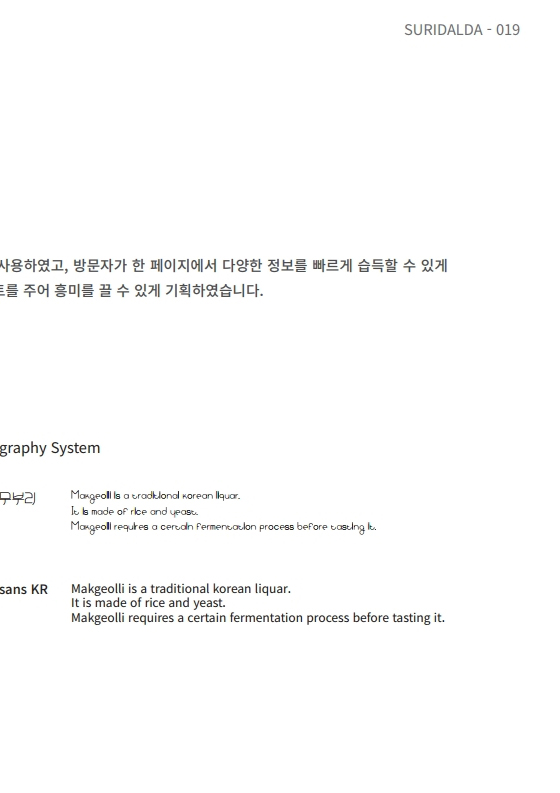 SURIDALDA - 019
사용하였고, 방문자가 한 페이지에서 다양한 정보를 빠르게 습득할 수 있게
트를 주어 흥미를 끌 수 있게 기획하였습니다.
graphy System
무부리
Makgeolli is a traditional korean liquar.
It is made of rice and yeast.
Makgeolli requires a certain fermentation process before tasting it.
sans KR
Makgeolli is a traditional korean liquar.
It is made of rice and yeast.
Makgeolli requires a certain fermentation process before tasting it.